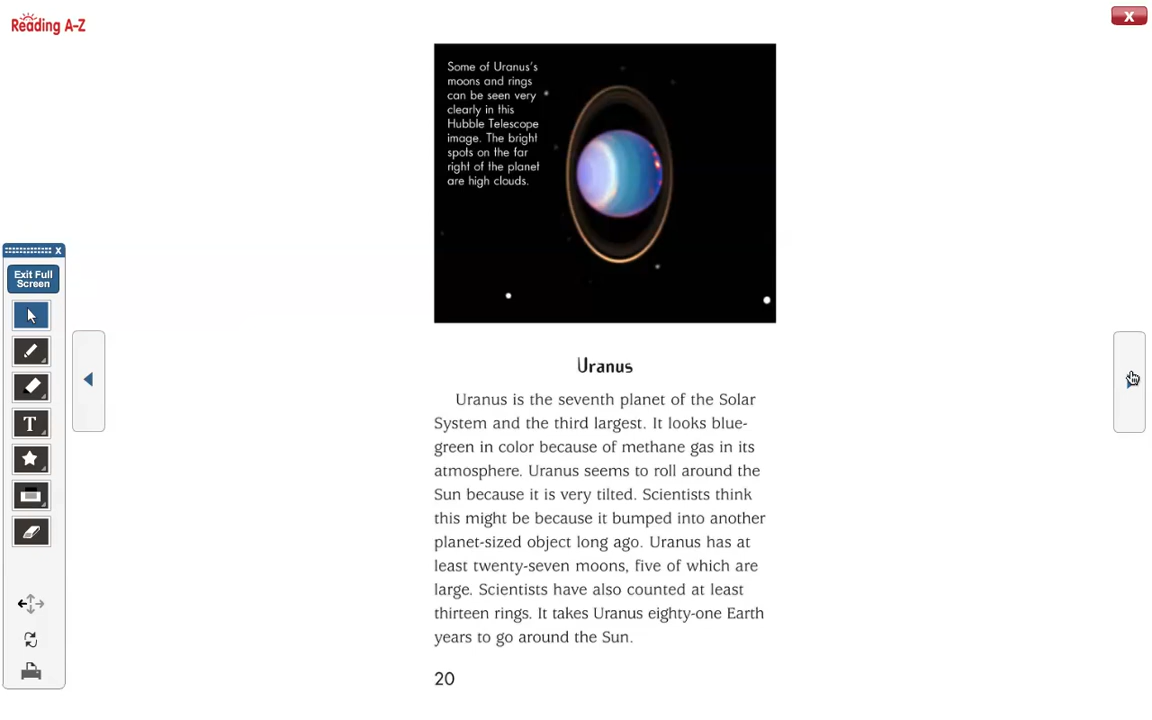 Reading A-Z
X
Some of Uranus's
moons and rings
can be seen very
clearly in this
Hubble Telescope
image. The bright
spots on the far
right of the planet
are high clouds.
x
Exit Full
Screen
T
Uranus
Uranus is the seventh planet of the Solar
System and the third largest. It looks blue-
green in color because of methane gas in its
atmosphere. Uranus seems to roll around the
Sun because it is very tilted. Scientists think
this might be because it bumped into another
planet-sized object long ago. Uranus has at
least twenty-seven moons, five of which are
large. Scientists have also counted at least
thirteen rings. It takes Uranus eighty-one Earth
years to go around the Sun.
20